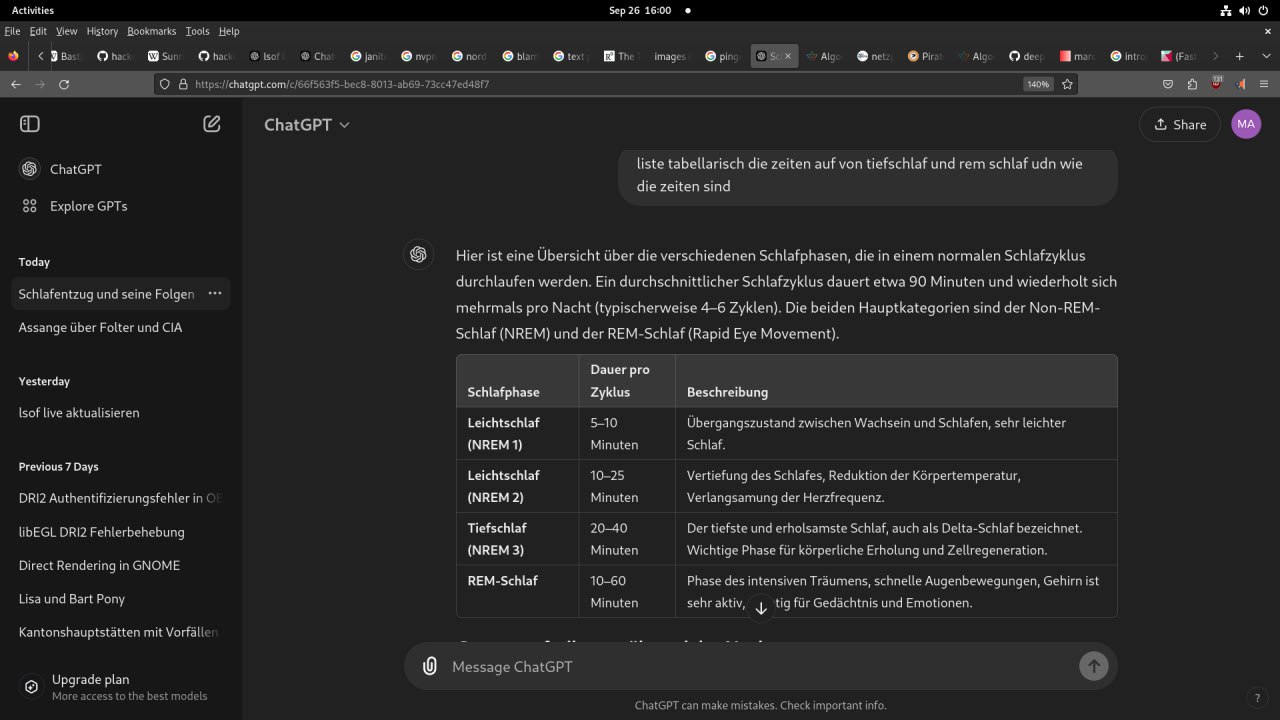 Activities
Sep 26 16:00
File Edit View History Bookmarks Tools Help
Basta hack Sunn hack lsof l Chat janite nvpn nord blam text p The T images ping Sc Algo netzp Pirat Algo deep marc intro (Fast
https://chatgpt.com/c/66f563f5-bec8-8013-ab69-73cc47ed48f7
140%
131
ChatGPT
Share
MA
ChatGPT
Explore GPTs
Today
Schlafentzug und seine Folgen
Assange über Folter und CIA
Yesterday
lsof live aktualisieren
Previous 7 Days
DRI2 Authentifizierungsfehler in OB
libEGL DRI2 Fehlerbehebung
Direct Rendering in GNOME
Lisa und Bart Pony
Kantonshauptstätten mit Vorfällen
Upgrade plan
More access to the best models
liste tabellarisch die zeiten auf von tiefschlaf und rem schlaf udn wie
die zeiten sind
Hier ist eine Übersicht über die verschiedenen Schlafphasen, die in einem normalen Schlafzyklus
durchlaufen werden. Ein durchschnittlicher Schlafzyklus dauert etwa 90 Minuten und wiederholt sich
mehrmals pro Nacht (typischerweise 4–6 Zyklen). Die beiden Hauptkategorien sind der Non-REM-
Schlaf (NREM) und der REM-Schlaf (Rapid Eye Movement).
Dauer pro
Schlafphase Zyklus Beschreibung
Leichtschlaf 5–10 Übergangszustand zwischen Wachsein und Schlafen, sehr leichter
(NREM 1) Minuten Schlaf.
Leichtschlaf 10–25 Vertiefung des Schlafes, Reduktion der Körpertemperatur,
(NREM 2) Minuten Verlangsamung der Herzfrequenz.
Tiefschlaf 20–40 Der tiefste und erholsamste Schlaf, auch als Delta-Schlaf bezeichnet.
(NREM 3) Minuten Wichtige Phase für körperliche Erholung und Zellregeneration.
REM-Schlaf 10–60 Phase des intensiven Träumens, schnelle Augenbewegungen, Gehirn ist
Minuten sehr aktiv, tig für Gedächtnis und Emotionen.
Message ChatGPT
ChatGPT can make mistakes. Check important info.
?